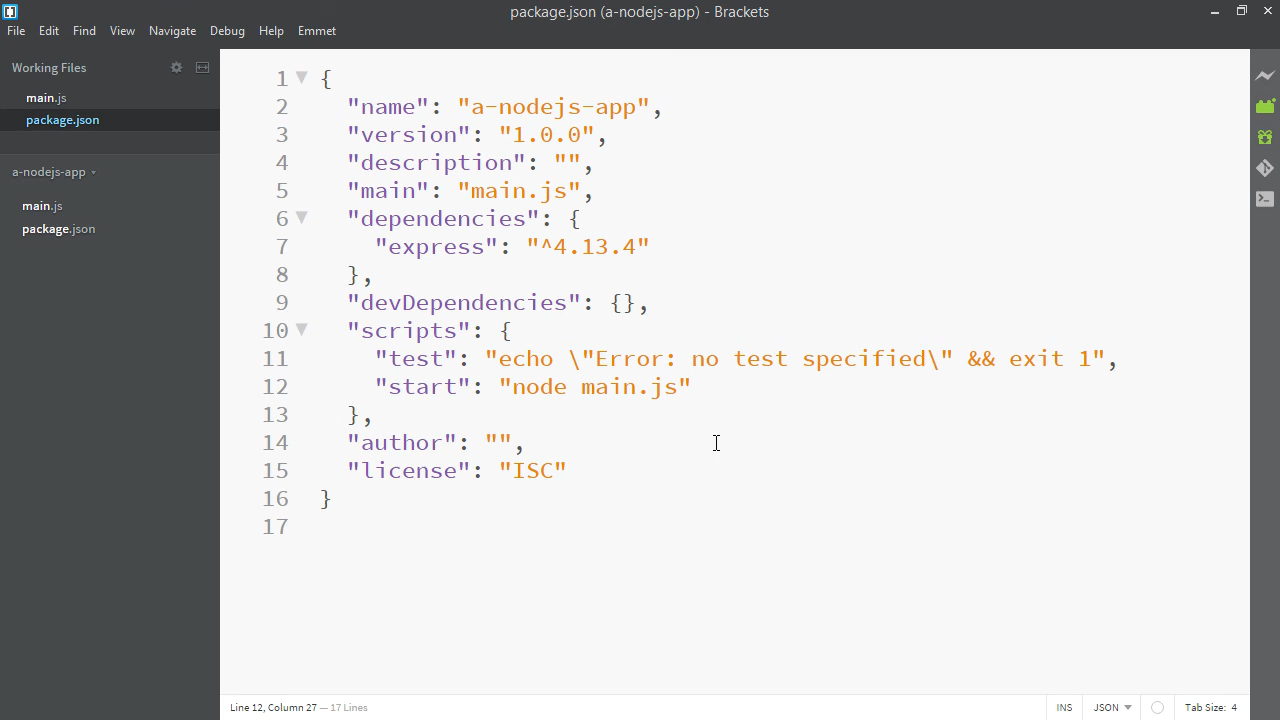 package.json (a-nodejs-app) - Brackets
File Edit Find View Navigate Debug Help Emmet
Working Files
main.js
package.json
a-nodejs-app
main.js
package.json
1 {
2 "name": "a-nodejs-app",
3 "version": "1.0.0",
4 "description": "",
5 "main": "main.js",
6 "dependencies": {
7 "express": "^4.13.4"
8 },
9 "devDependencies": {},
10 "scripts": {
11 "test": "echo \"Error: no test specified\" && exit 1",
12 "start": "node main.js"
13 },
14 "author": "",
15 "license": "ISC"
16 }
17
Line 12, Column 27 — 17 Lines INS JSON Tab Size: 4